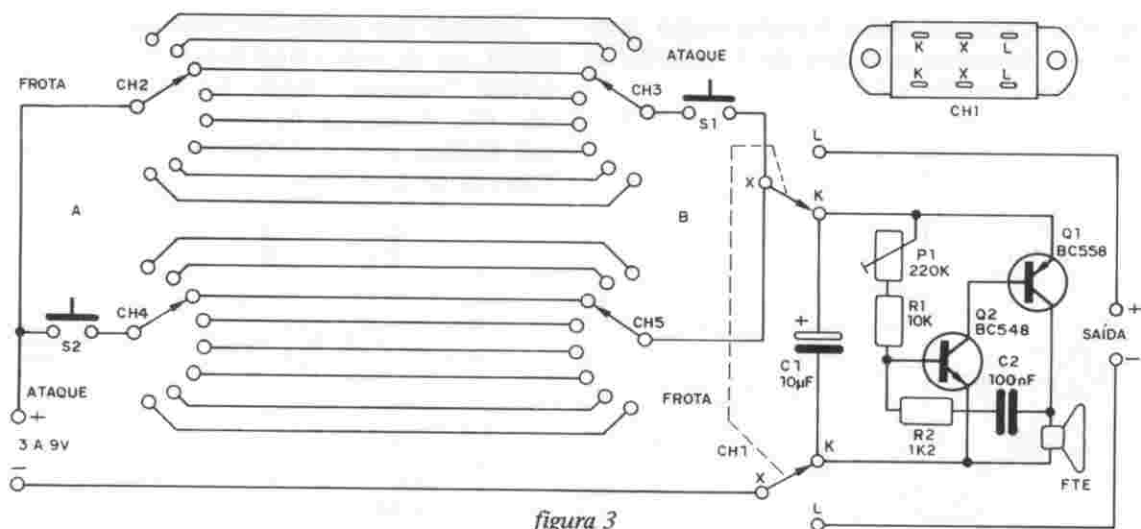 FROTA
CH2
ATAQUE
CH3
S1
K X L
K X L
CH1
L
X
K
A
B
P1
220K
R1
10K
Q1
BC558
Q2
BC548
+
C1
10µF
C2
100nF
R2
1K2
+
SAÍDA
–
FTE
S2
CH4
CH5
ATAQUE
FROTA
+
3 A 9V
–
CH1
X
K
L
figura 3